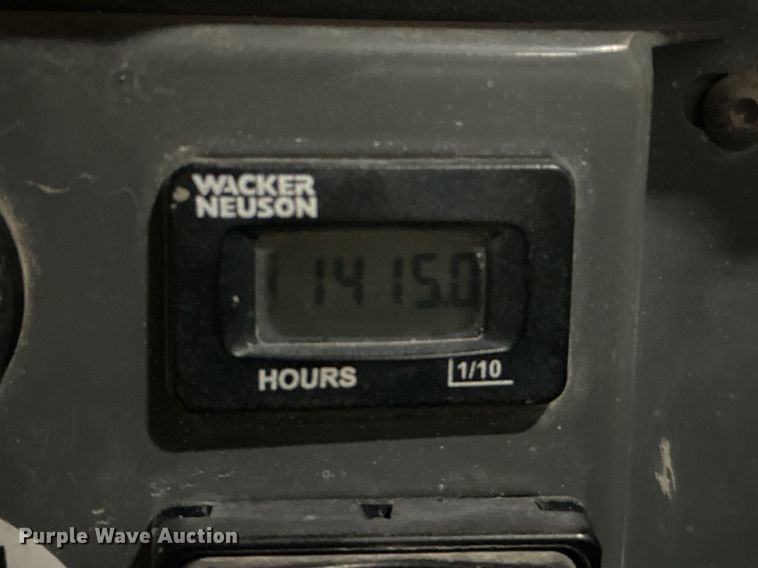 WACKER
NEUSON
1415.0
HOURS
1/10
Purple Wave Auction